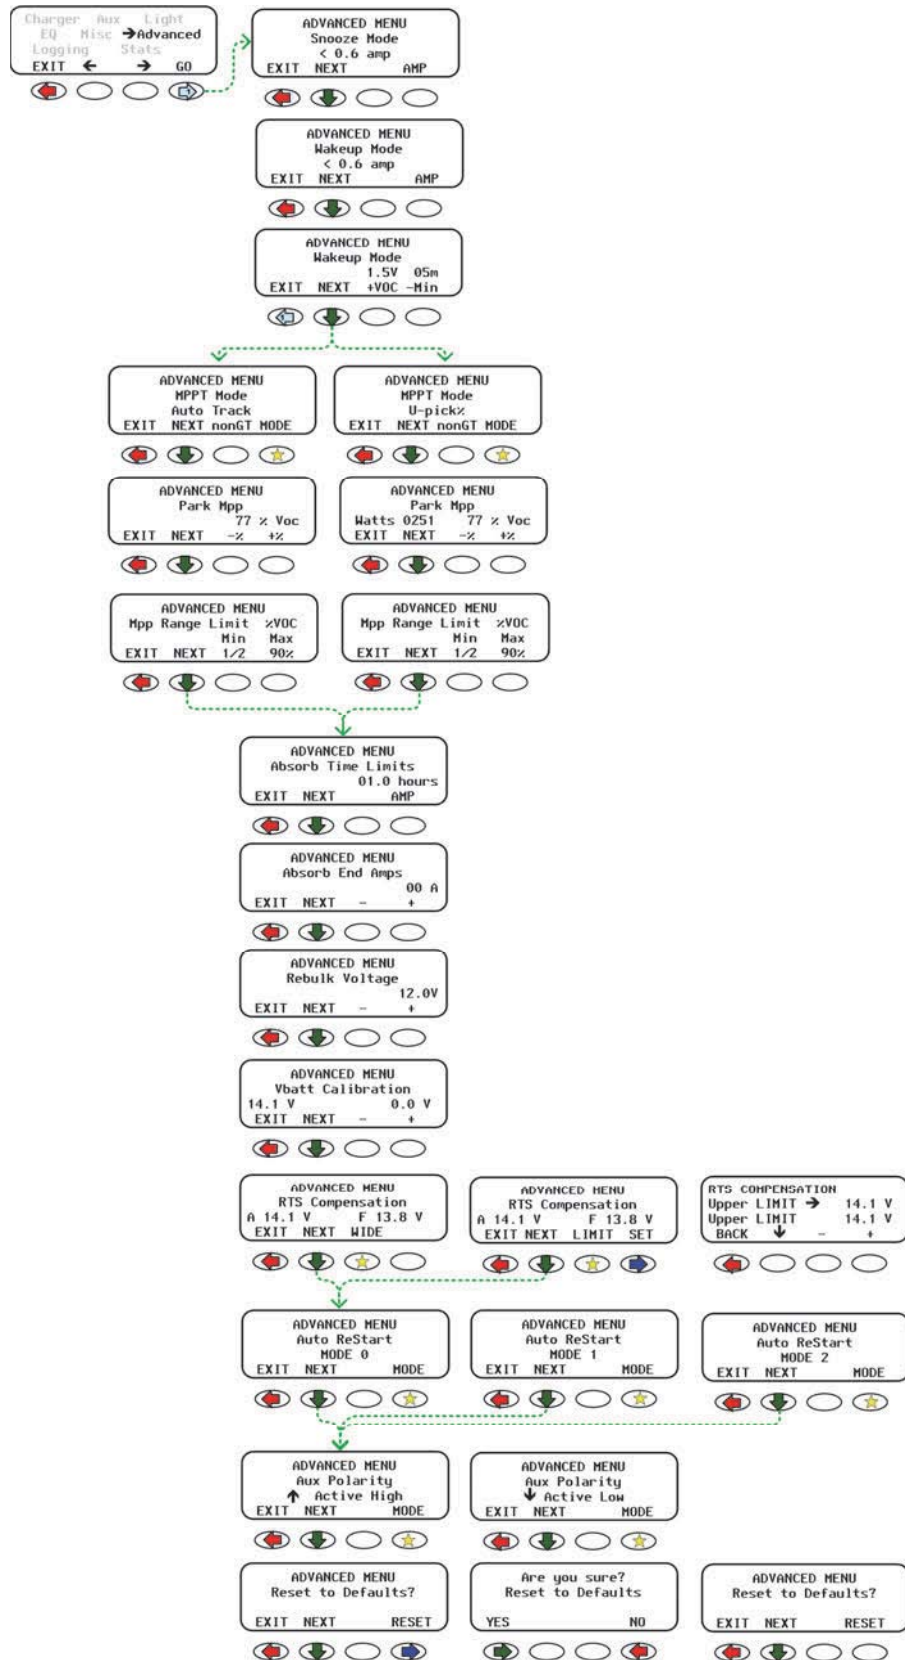 Charger Aux Light
EQ Misc ➔Advanced
Logging Stats
EXIT ← → GO
ADVANCED MENU
Snooze Mode
< 0.6 amp
EXIT NEXT AMP
ADVANCED MENU
Wakeup Mode
< 0.6 amp
EXIT NEXT AMP
ADVANCED MENU
Wakeup Mode
1.5V 05m
EXIT NEXT +VOC -Min
ADVANCED MENU
MPPT Mode
Auto Track
EXIT NEXT nonGT MODE
ADVANCED MENU
MPPT Mode
U-pick%
EXIT NEXT nonGT MODE
ADVANCED MENU
Park Mpp
77 % Voc
EXIT NEXT -% +%
ADVANCED MENU
Park Mpp
Watts 0251 77 % Voc
EXIT NEXT -% +%
ADVANCED MENU
Mpp Range Limit %VOC
Min Max
EXIT NEXT 1/2 90%
ADVANCED MENU
Mpp Range Limit %VOC
Min Max
EXIT NEXT 1/2 90%
ADVANCED MENU
Absorb Time Limits
01.0 hours
EXIT NEXT AMP
ADVANCED MENU
Absorb End Amps
00 A
EXIT NEXT - +
ADVANCED MENU
Rebulk Voltage
12.0V
EXIT NEXT - +
ADVANCED MENU
Vbatt Calibration
14.1 V 0.0 V
EXIT NEXT - +
ADVANCED MENU
RTS Compensation
A 14.1 V F 13.8 V
EXIT NEXT WIDE
ADVANCED MENU
RTS Compensation
A 14.1 V F 13.8 V
EXIT NEXT LIMIT SET
RTS COMPENSATION
Upper LIMIT ➔ 14.1 V
Upper LIMIT 14.1 V
BACK ↓ - +
ADVANCED MENU
Auto ReStart
MODE 0
EXIT NEXT MODE
ADVANCED MENU
Auto ReStart
MODE 1
EXIT NEXT MODE
ADVANCED MENU
Auto ReStart
MODE 2
EXIT NEXT MODE
ADVANCED MENU
Aux Polarity
↑ Active High
EXIT NEXT MODE
ADVANCED MENU
Aux Polarity
↓ Active Low
EXIT NEXT MODE
ADVANCED MENU
Reset to Defaults?
EXIT NEXT RESET
Are you sure?
Reset to Defaults
YES NO
ADVANCED MENU
Reset to Defaults?
EXIT NEXT RESET